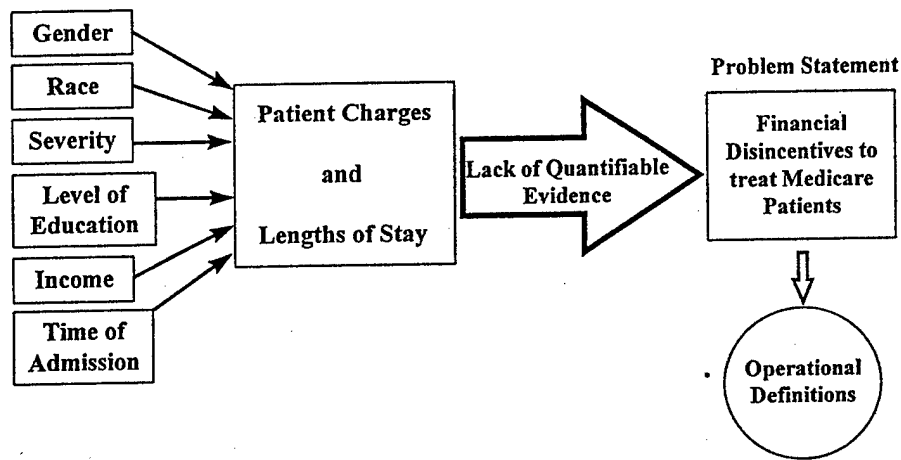 Gender
Race
Severity
Level of
Education
Income
Time of
Admission
Patient Charges
and
Lengths of Stay
Lack of Quantifiable
Evidence
Problem Statement
Financial
Disincentives to
treat Medicare
Patients
Operational
Definitions